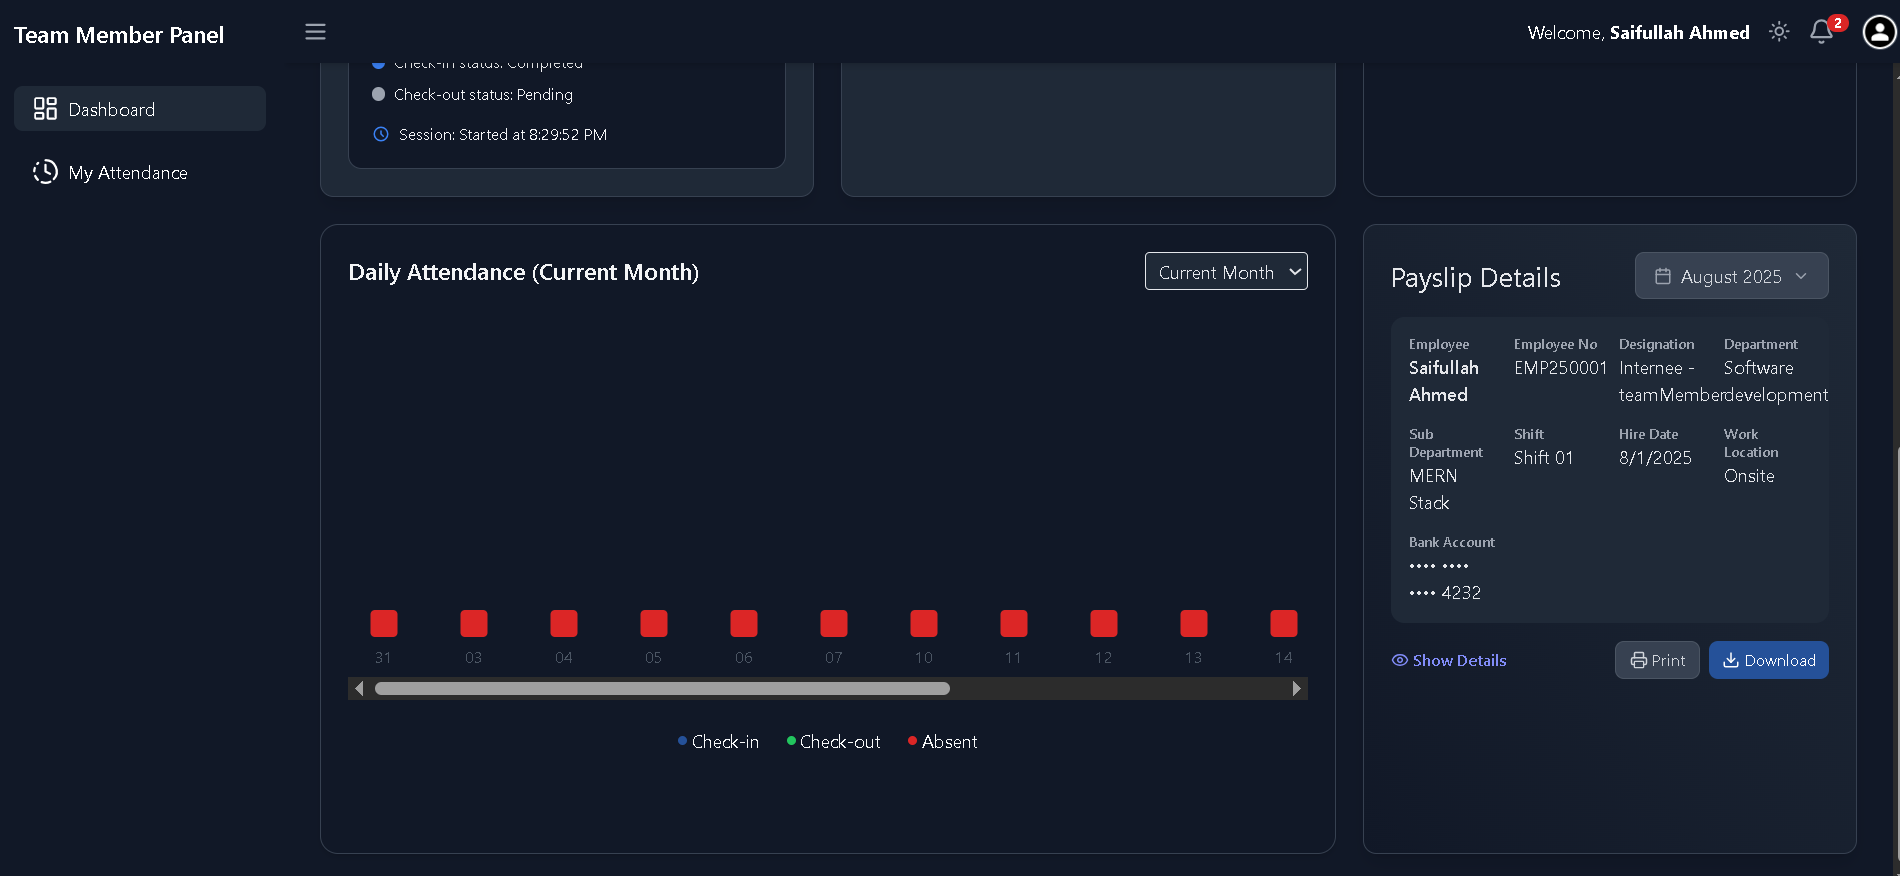 Team Member Panel
Welcome, Saifullah Ahmed
2
Dashboard
My Attendance
Check-in status: Completed
Check-out status: Pending
Session: Started at 8:29:52 PM
Daily Attendance (Current Month)
Current Month
31 03 04 05 06 07 10 11 12 13 14
Check-in Check-out Absent
Payslip Details
August 2025
Employee Employee No Designation Department
Saifullah EMP250001 Internee - Software
Ahmed teamMember development
Sub Shift Hire Date Work
Department Shift 01 8/1/2025 Location
MERN Onsite
Stack
Bank Account
•••• ••••
•••• 4232
Show Details Print Download